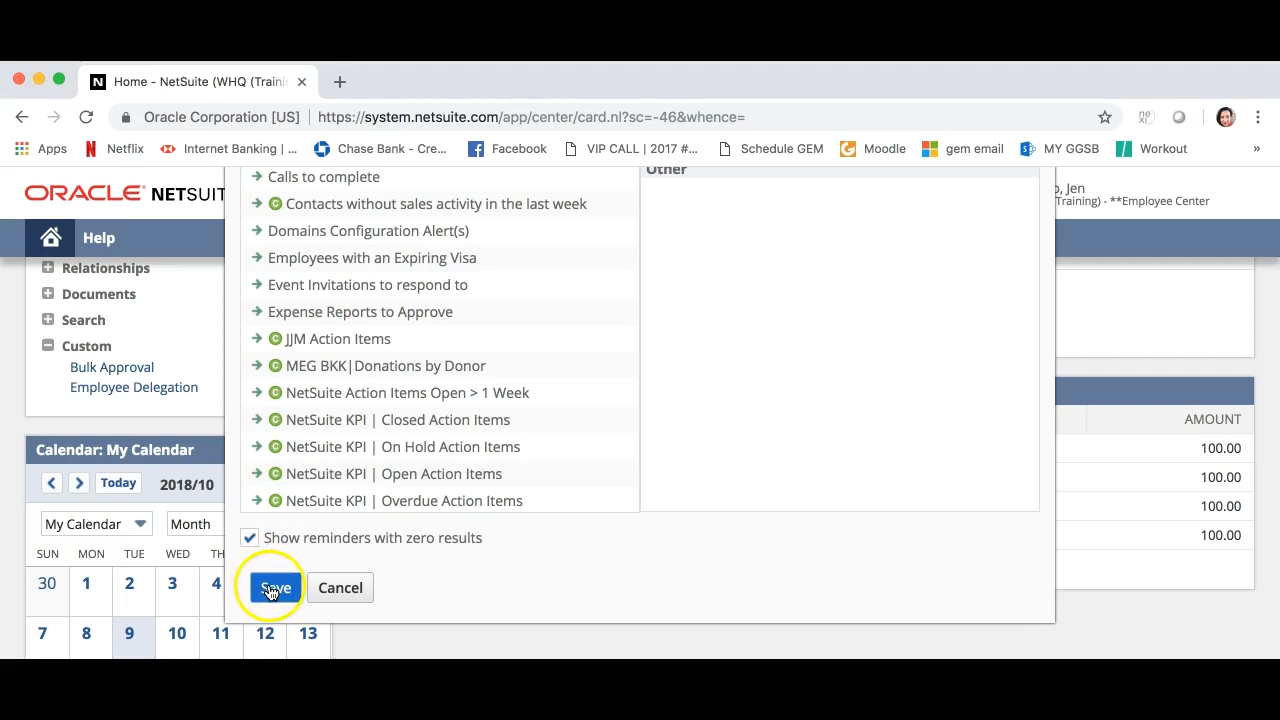 N Home - NetSuite (WHQ (Traini
Oracle Corporation [US] https://system.netsuite.com/app/center/card.nl?sc=-46&whence=
Apps Netflix Internet Banking | ... Chase Bank - Cre... Facebook VIP CALL | 2017 #... Schedule GEM Moodle gem email MY GGSB Workout »
ORACLE® NETSUITE
, Jen
Training) - **Employee Center
Help
Relationships
Documents
Search
Custom
Bulk Approval
Employee Delegation
Calendar: My Calendar
Today 2018/10
My Calendar Month
SUN MON TUE WED TH
30 1 2 3 4
7 8 9 10 11 12 13
Calls to complete
C Contacts without sales activity in the last week
Domains Configuration Alert(s)
Employees with an Expiring Visa
Event Invitations to respond to
Expense Reports to Approve
C JJM Action Items
C MEG BKK|Donations by Donor
C NetSuite Action Items Open > 1 Week
C NetSuite KPI | Closed Action Items
C NetSuite KPI | On Hold Action Items
C NetSuite KPI | Open Action Items
C NetSuite KPI | Overdue Action Items
Other
Show reminders with zero results
Save Cancel
AMOUNT
100.00
100.00
100.00
100.00